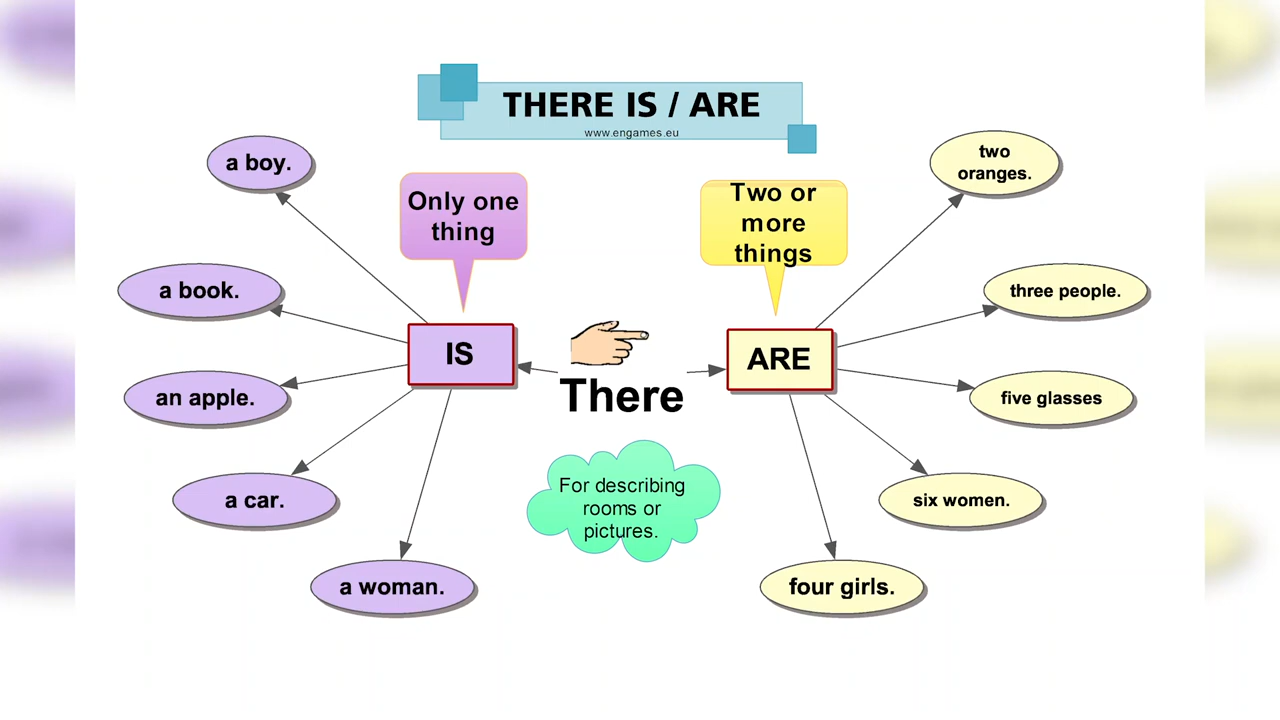 THERE IS / ARE
www.engames.eu
a boy.
Only one
thing
Two or
more
things
two
oranges.
a book.
three people.
IS
ARE
There
an apple.
five glasses
a car.
For describing
rooms or
pictures.
six women.
a woman.
four girls.